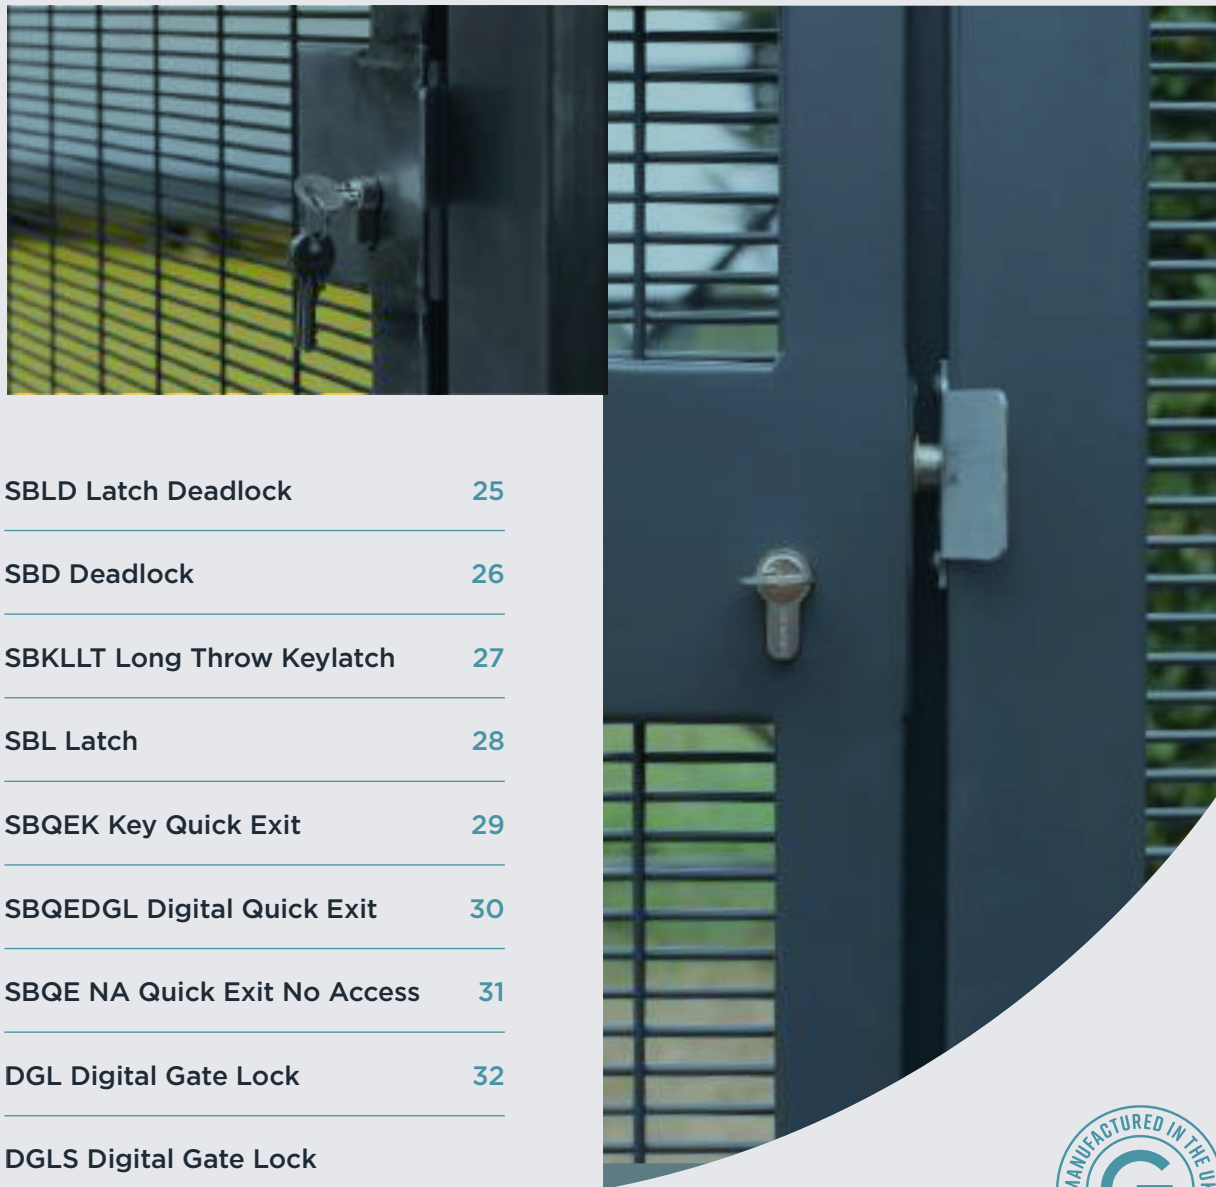 SBLD Latch Deadlock 25
SBD Deadlock 26
SBKLLT Long Throw Keylatch 27
SBL Latch 28
SBQEK Key Quick Exit 29
SBQEDGL Digital Quick Exit 30
SBQE NA Quick Exit No Access 31
DGL Digital Gate Lock 32
DGLS Digital Gate Lock
MANUFACTURED IN THE